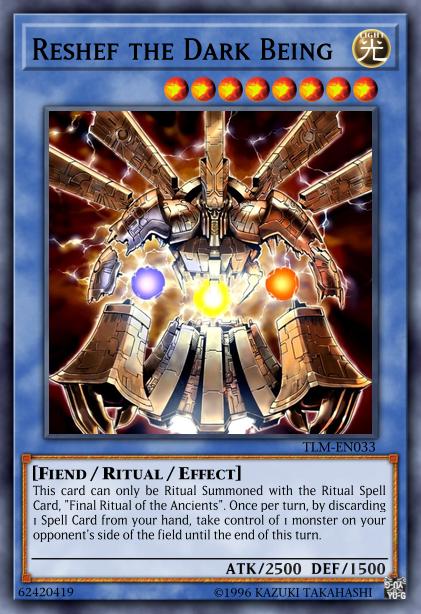 Reshef the Dark Being
LIGHT
光
TLM-EN033
[Fiend / Ritual / Effect]
This card can only be Ritual Summoned with the Ritual Spell
Card, "Final Ritual of the Ancients". Once per turn, by discarding
1 Spell Card from your hand, take control of 1 monster on your
opponent's side of the field until the end of this turn.
ATK/2500 DEF/1500
62420419
©1996 KAZUKI TAKAHASHI